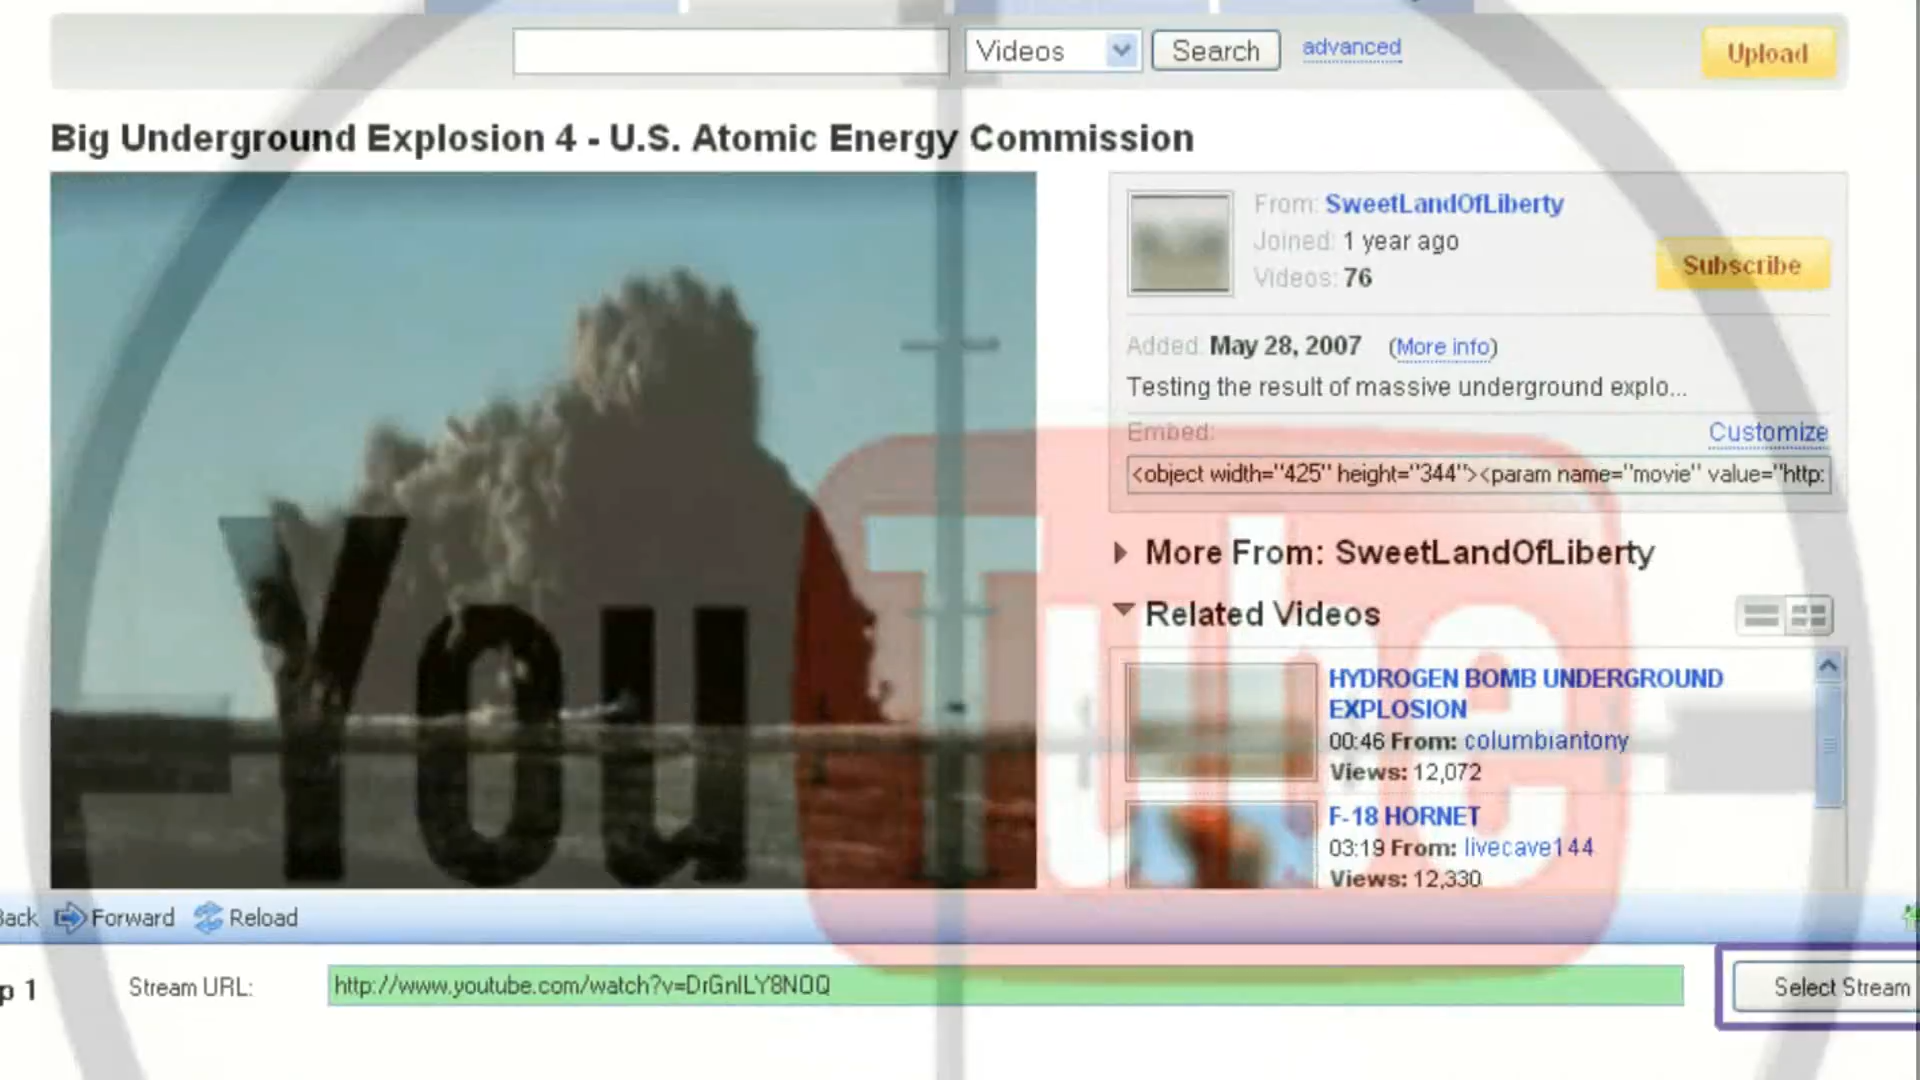 Videos
Search
advanced
Upload
Big Underground Explosion 4 - U.S. Atomic Energy Commission
From: SweetLandOfLiberty
Joined: 1 year ago
Videos: 76
Subscribe
Added: May 28, 2007 (More info)
Testing the result of massive underground explo...
Embed: Customize
<object width="425" height="344"><param name="movie" value="http:
More From: SweetLandOfLiberty
Related Videos
HYDROGEN BOMB UNDERGROUND
EXPLOSION
00:46 From: columbiantony
Views: 12,072
F-18 HORNET
03:19 From: livecave144
Views: 12,330
YouTube
Back Forward Reload
p 1 Stream URL: http://www.youtube.com/watch?v=DrGnILY8NOQ Select Stream